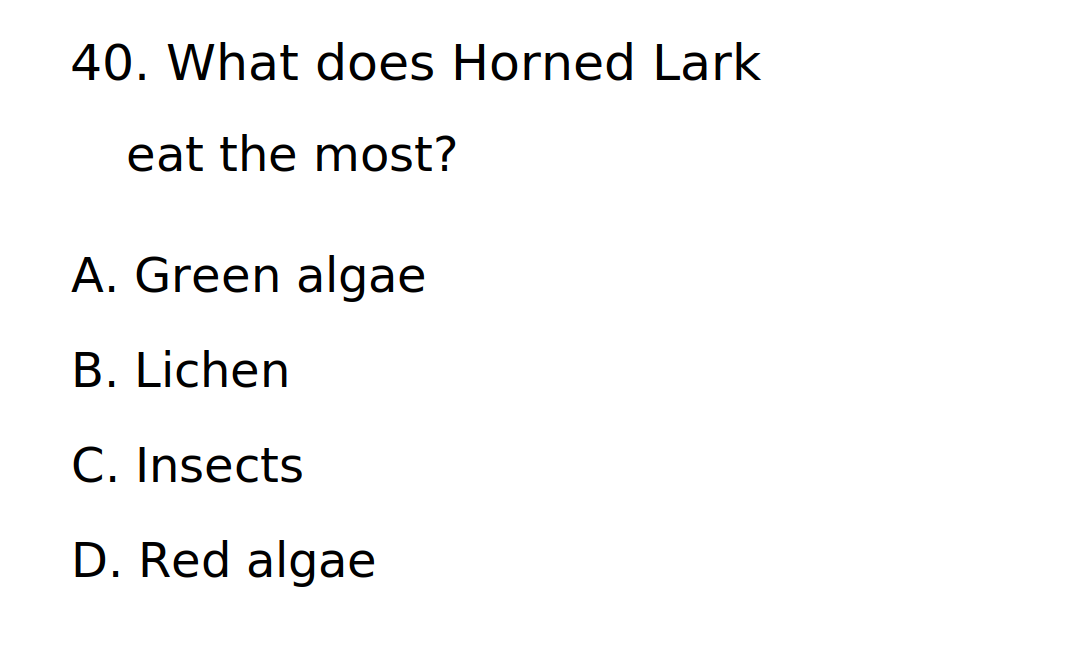 40. What does Horned Lark
eat the most?
A. Green algae
B. Lichen
C. Insects
D. Red algae